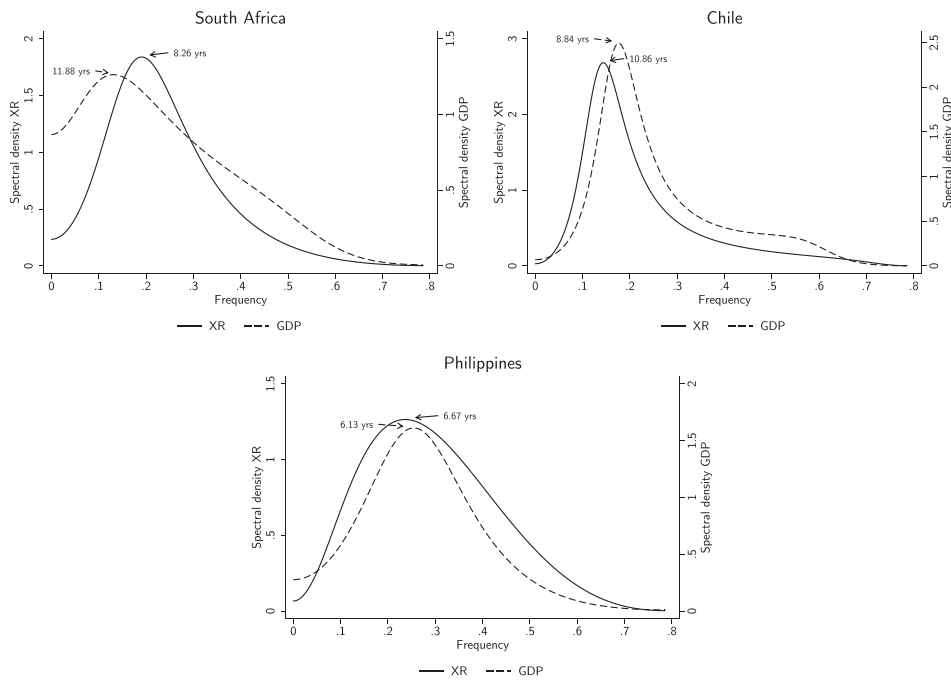 South Africa
Spectral density XR
0 .5 1 1.5 2
Spectral density GDP
0 .5 1 1.5
11.88 yrs
8.26 yrs
0 .1 .2 .3 .4 .5 .6 .7 .8
Frequency
XR GDP
Chile
Spectral density XR
0 1 2 3
Spectral density GDP
0 .5 1 1.5 2 2.5
8.84 yrs
10.86 yrs
0 .1 .2 .3 .4 .5 .6 .7 .8
Frequency
XR GDP
Philippines
Spectral density XR
0 .5 1 1.5
Spectral density GDP
0 .5 1 1.5 2
6.13 yrs
6.67 yrs
0 .1 .2 .3 .4 .5 .6 .7 .8
Frequency
XR GDP